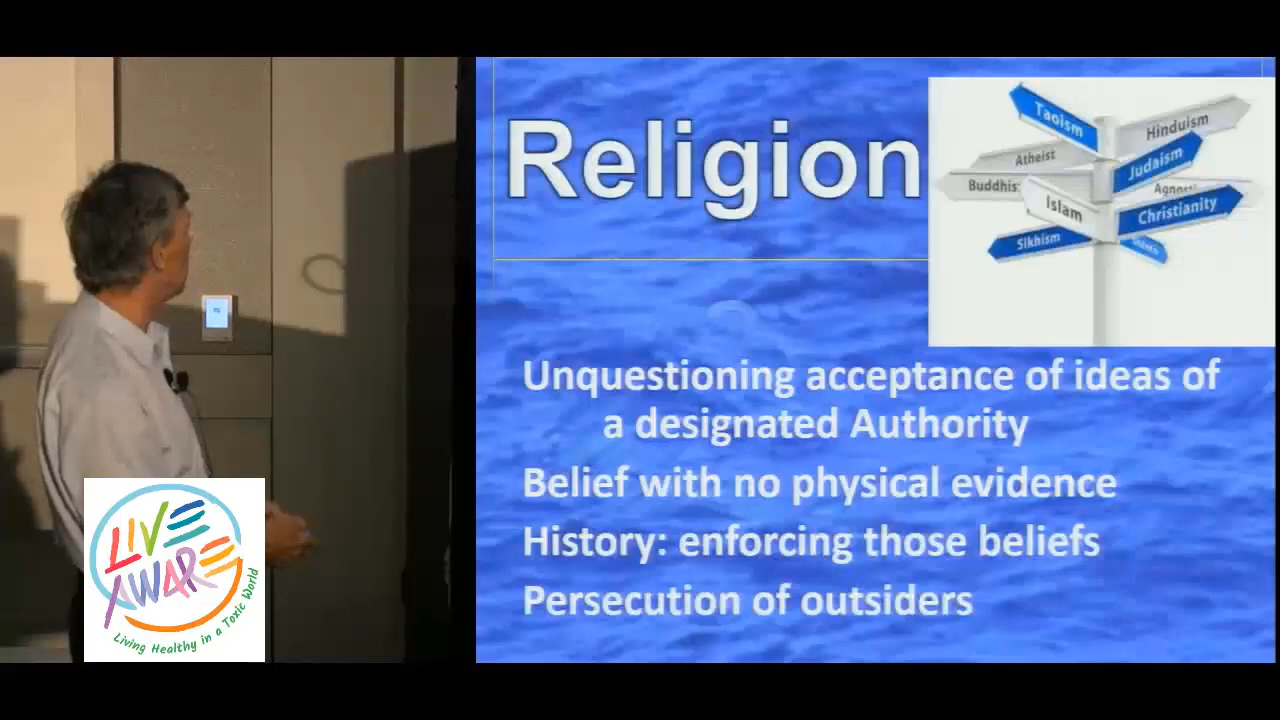 Religion
Taoism
Hinduism
Atheist
Judaism
Islam
Christianity
Sikhism
Unquestioning acceptance of ideas of
a designated Authority
Belief with no physical evidence
History: enforcing those beliefs
Persecution of outsiders
LIVE
AWARE
Living Healthy in a Toxic World